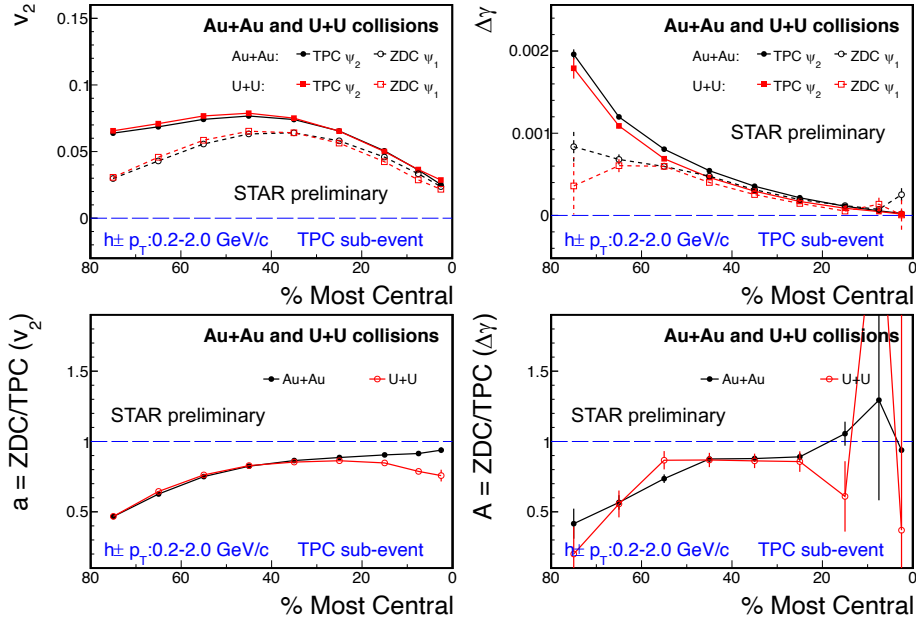 v₂
Au+Au and U+U collisions
Au+Au: TPC ψ₂ ZDC ψ₁
U+U: TPC ψ₂ ZDC ψ₁
0.15
0.1
0.05
0
STAR preliminary
h± p_T:0.2-2.0 GeV/c TPC sub-event
80 60 40 20 0
% Most Central
Δγ
Au+Au and U+U collisions
Au+Au: TPC ψ₂ ZDC ψ₁
U+U: TPC ψ₂ ZDC ψ₁
0.002
0.001
0
STAR preliminary
h± p_T:0.2-2.0 GeV/c TPC sub-event
80 60 40 20 0
% Most Central
a = ZDC/TPC (v₂)
Au+Au and U+U collisions
Au+Au U+U
STAR preliminary
1.5
1
0.5
h± p_T:0.2-2.0 GeV/c TPC sub-event
80 60 40 20 0
% Most Central
A = ZDC/TPC (Δγ)
Au+Au and U+U collisions
Au+Au U+U
STAR preliminary
1.5
1
0.5
h± p_T:0.2-2.0 GeV/c TPC sub-event
80 60 40 20 0
% Most Central